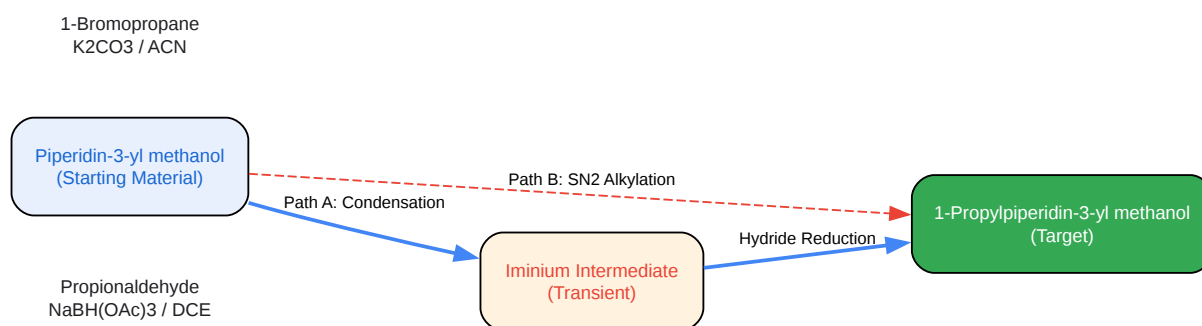 1-Bromopropane
K2CO3 / ACN
Piperidin-3-yl methanol
(Starting Material)
Path B: SN2 Alkylation
Path A: Condensation
1-Propylpiperidin-3-yl methanol
(Target)
Hydride Reduction
Iminium Intermediate
(Transient)
Propionaldehyde
NaBH(OAc)3 / DCE